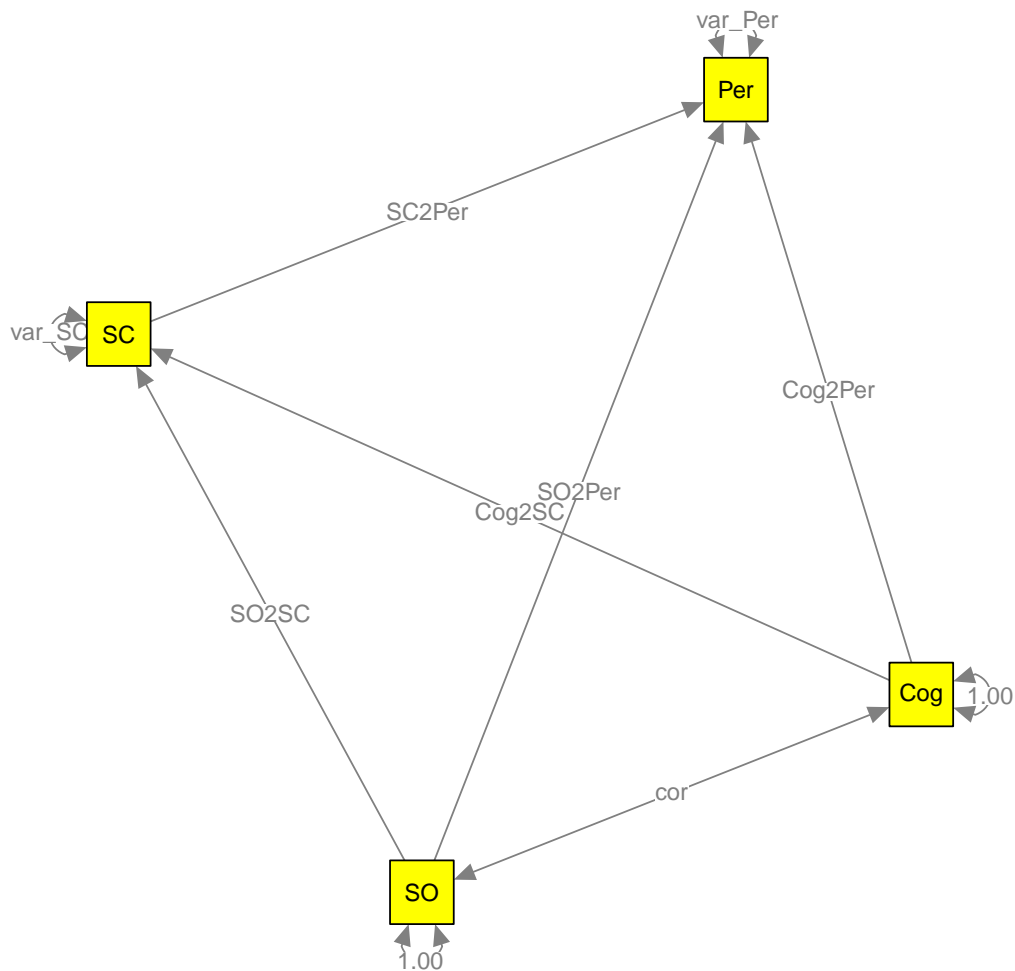 var_Per
Per
SC2Per
var_SC
SC
Cog2Per
SO2Per
Cog2SC
SO2SC
Cog
1.00
cor
SO
1.00